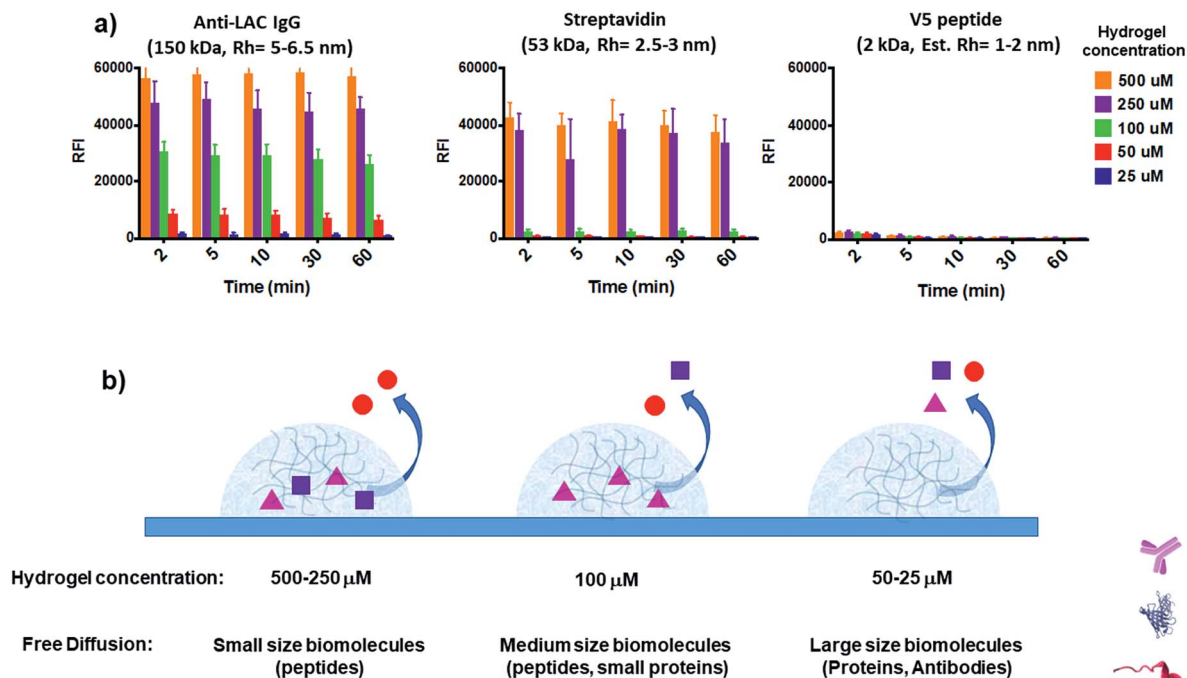 a)
Anti-LAC IgG
(150 kDa, Rh= 5-6.5 nm)
60000
40000
20000
0
RFI
2
5
10
30
60
Time (min)
Streptavidin
(53 kDa, Rh= 2.5-3 nm)
60000
40000
20000
0
RFI
2
5
10
30
60
Time (min)
V5 peptide
(2 kDa, Est. Rh= 1-2 nm)
60000
40000
20000
0
RFI
2
5
10
30
60
Time (min)
Hydrogel
concentration
500 uM
250 uM
100 uM
50 uM
25 uM
b)
Hydrogel concentration: 500-250 μM 100 μM 50-25 μM
Free Diffusion: Small size biomolecules Medium size biomolecules Large size biomolecules
(peptides) (peptides, small proteins) (Proteins, Antibodies)